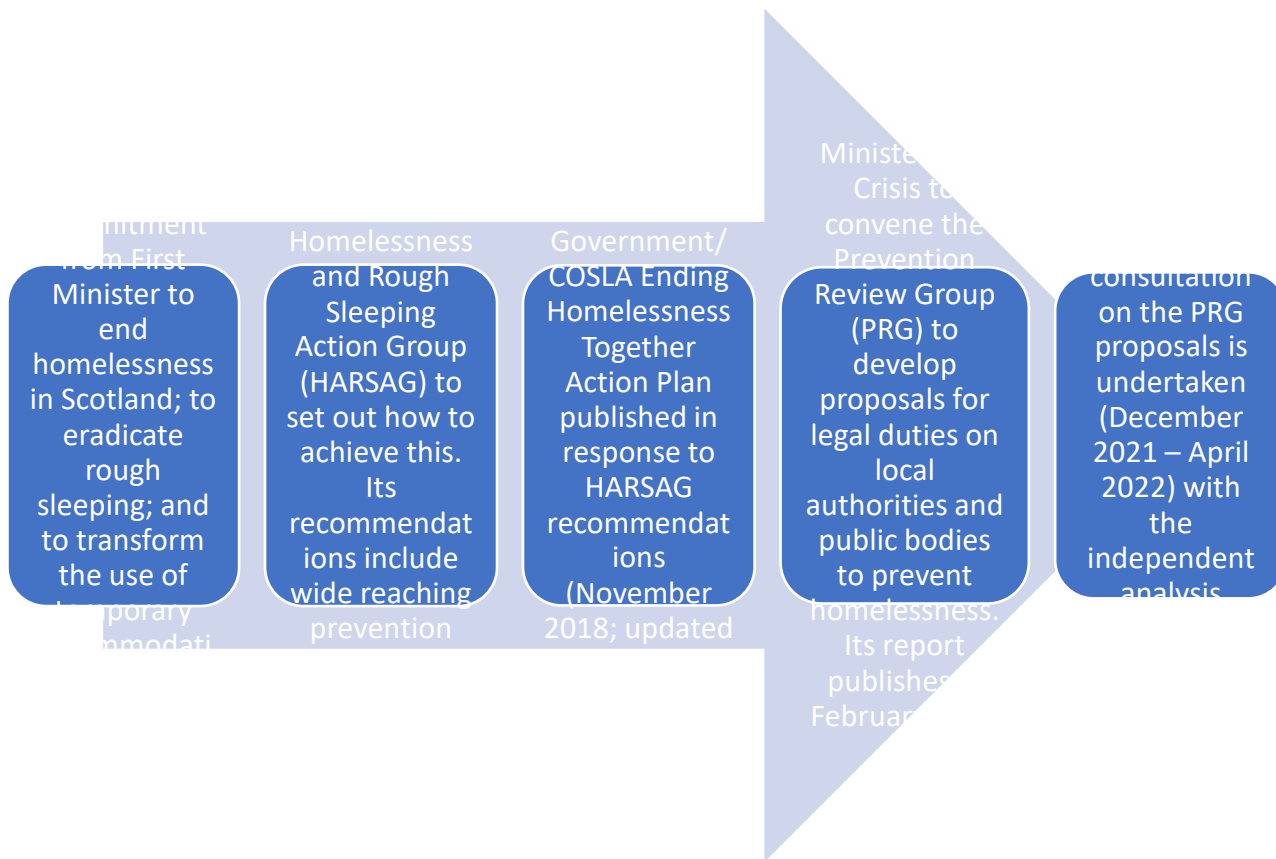 from First
Minister to
end
homelessness
in Scotland; to
eradicate
rough
sleeping; and
to transform
the use of
Homelessness
and Rough
Sleeping
Action Group
(HARSAG) to
set out how to
achieve this.
Its
recommendat
ions include
wide reaching
prevention
Government/
COSLA Ending
Homelessness
Together
Action Plan
published in
response to
HARSAG
recommendat
ions
(November
2018; updated
Crisis to
convene the
Prevention
Review Group
(PRG) to
develop
proposals for
legal duties on
local
authorities and
public bodies
to prevent
homelessness.
Its report
consultation
on the PRG
proposals is
undertaken
(December
2021 – April
2022) with
the
independent
analysis